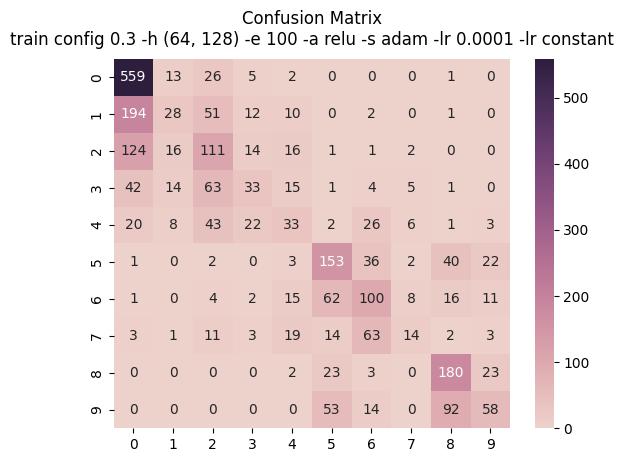 Confusion Matrix
train config 0.3 -h (64, 128) -e 100 -a relu -s adam -lr 0.0001 -lr constant
0 559 13 26 5 2 0 0 0 1 0
1 194 28 51 12 10 0 2 0 1 0
2 124 16 111 14 16 1 1 2 0 0
3 42 14 63 33 15 1 4 5 1 0
4 20 8 43 22 33 2 26 6 1 3
5 1 0 2 0 3 153 36 2 40 22
6 1 0 4 2 15 62 100 8 16 11
7 3 1 11 3 19 14 63 14 2 3
8 0 0 0 0 2 23 3 0 180 23
9 0 0 0 0 0 53 14 0 92 58
0 1 2 3 4 5 6 7 8 9
500
400
300
200
100
0